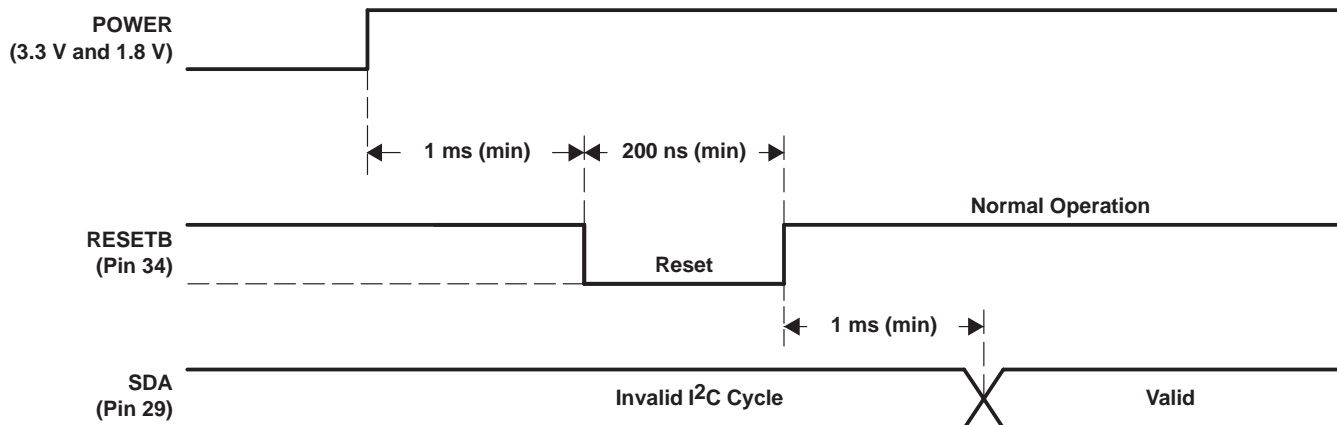 POWER
(3.3 V and 1.8 V)
1 ms (min)
200 ns (min)
Normal Operation
RESETB
(Pin 34)
Reset
1 ms (min)
SDA
(Pin 29)
Invalid I2C Cycle
Valid